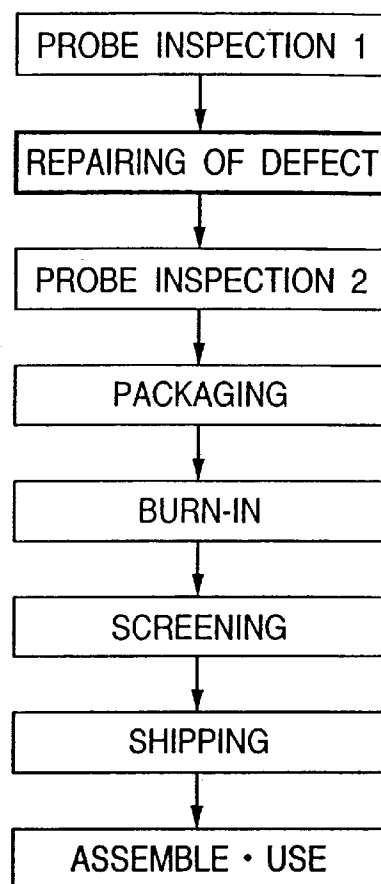 PROBE INSPECTION 1
REPAIRING OF DEFECT
PROBE INSPECTION 2
PACKAGING
BURN-IN
SCREENING
SHIPPING
ASSEMBLE・USE